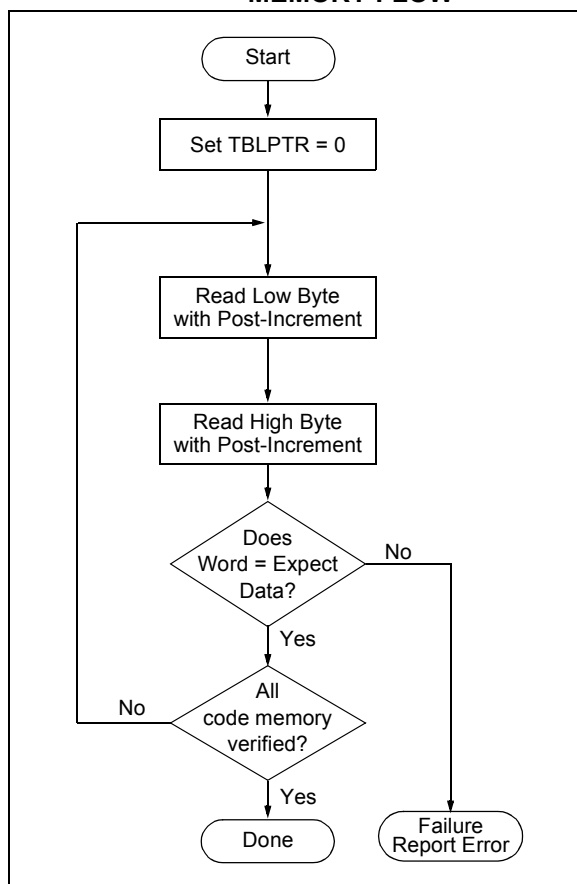 MEMORY FLOW
Start
Set TBLPTR = 0
Read Low Byte
with Post-Increment
Read High Byte
with Post-Increment
Does
Word = Expect
Data?
No
Yes
All
code memory
verified?
No
Yes
Done
Failure
Report Error